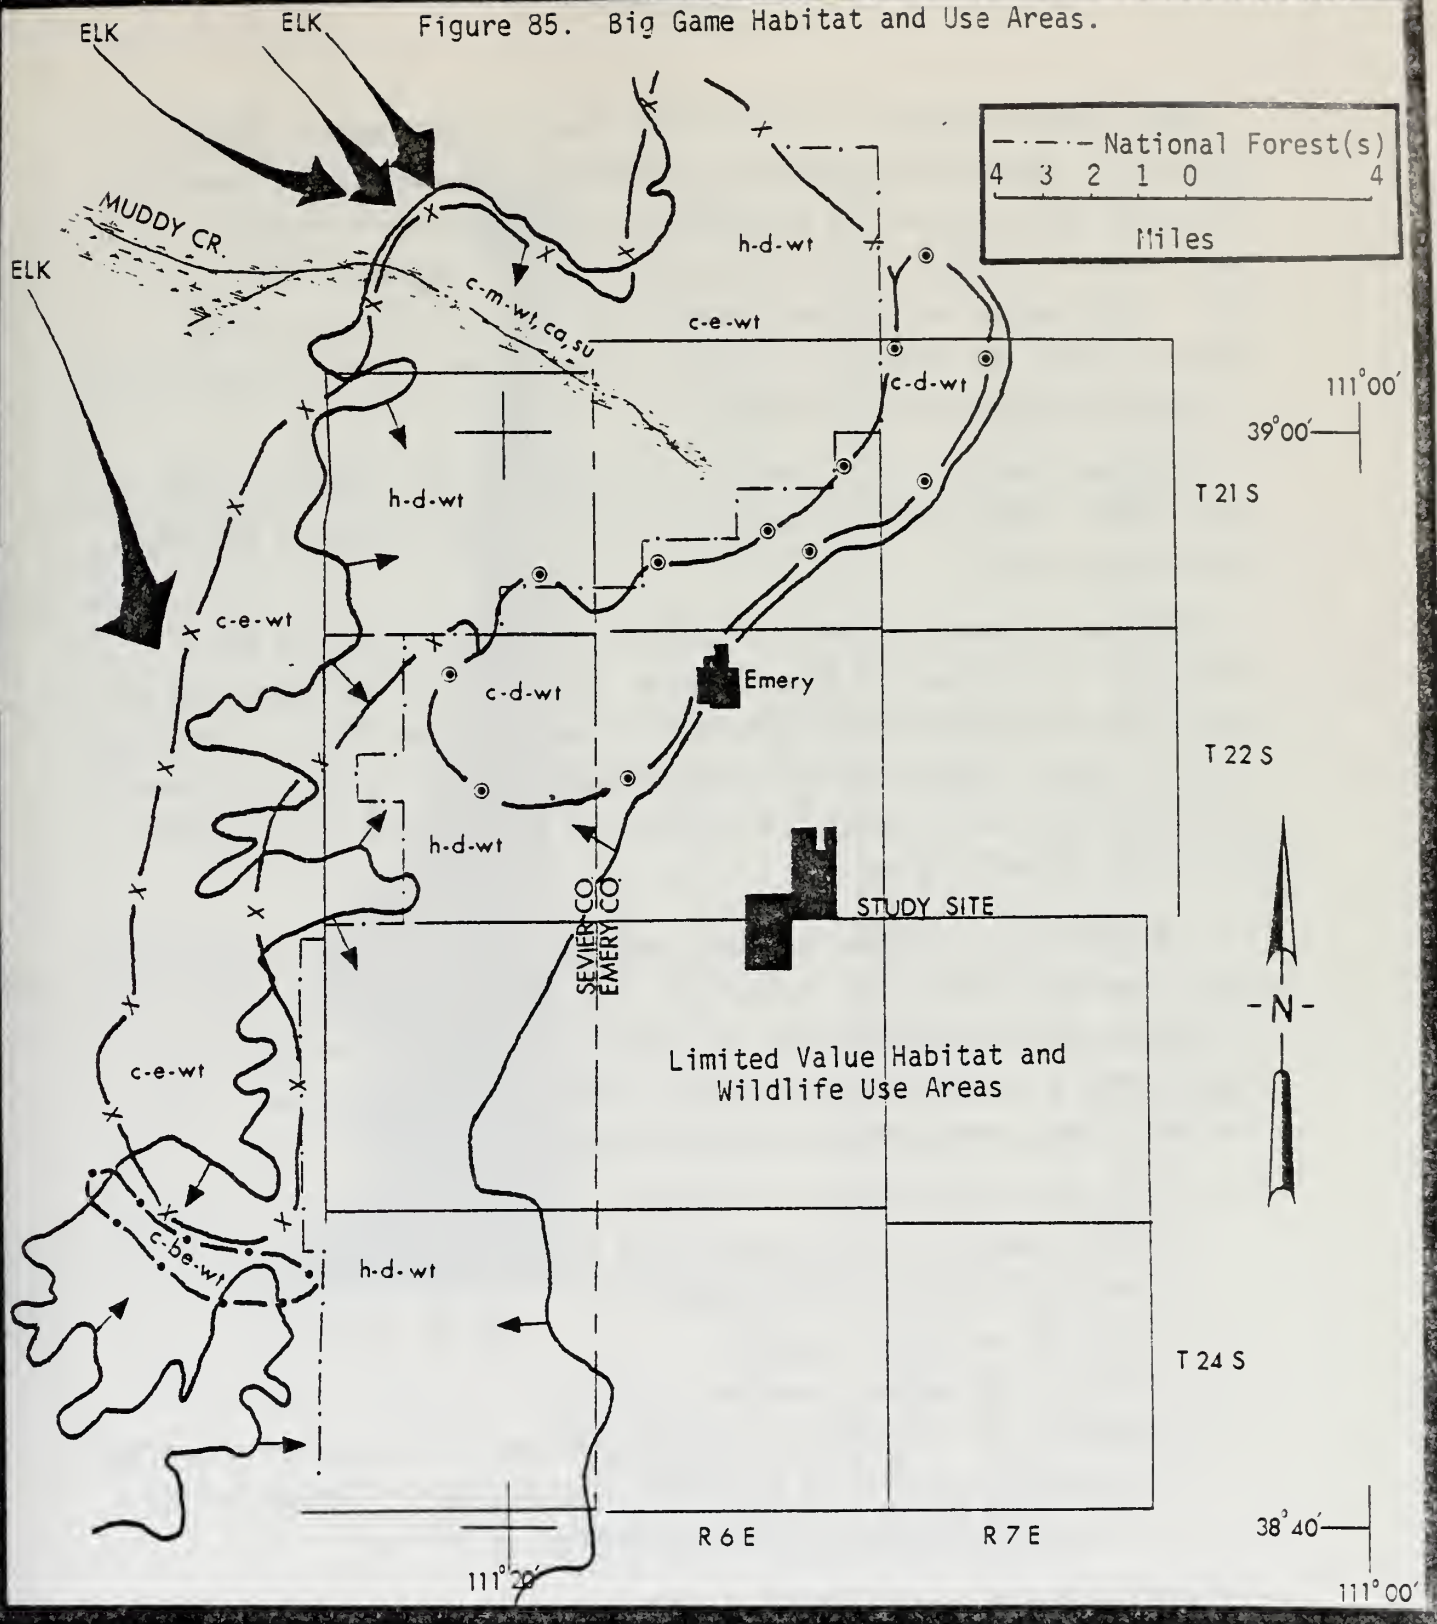 Figure 85. Big Game Habitat and Use Areas.
ELK
ELK
National Forest(s)
4 3 2 1 0 4
Miles
MUDDY CR.
ELK
h-d-wt
c-m-wt, ca, su
c-e-wt
c-d-wt
111°00'
39°00'
h-d-wt
T 21 S
c-e-wt
c-d-wt
Emery
T 22 S
h-d-wt
SEVIER CO.
EMERY CO.
STUDY SITE
-N-
Limited Value Habitat and
Wildlife Use Areas
c-e-wt
c-be-wt
h-d-wt
T 24 S
R 6 E
R 7 E
38°40'
111°20'
111°00'